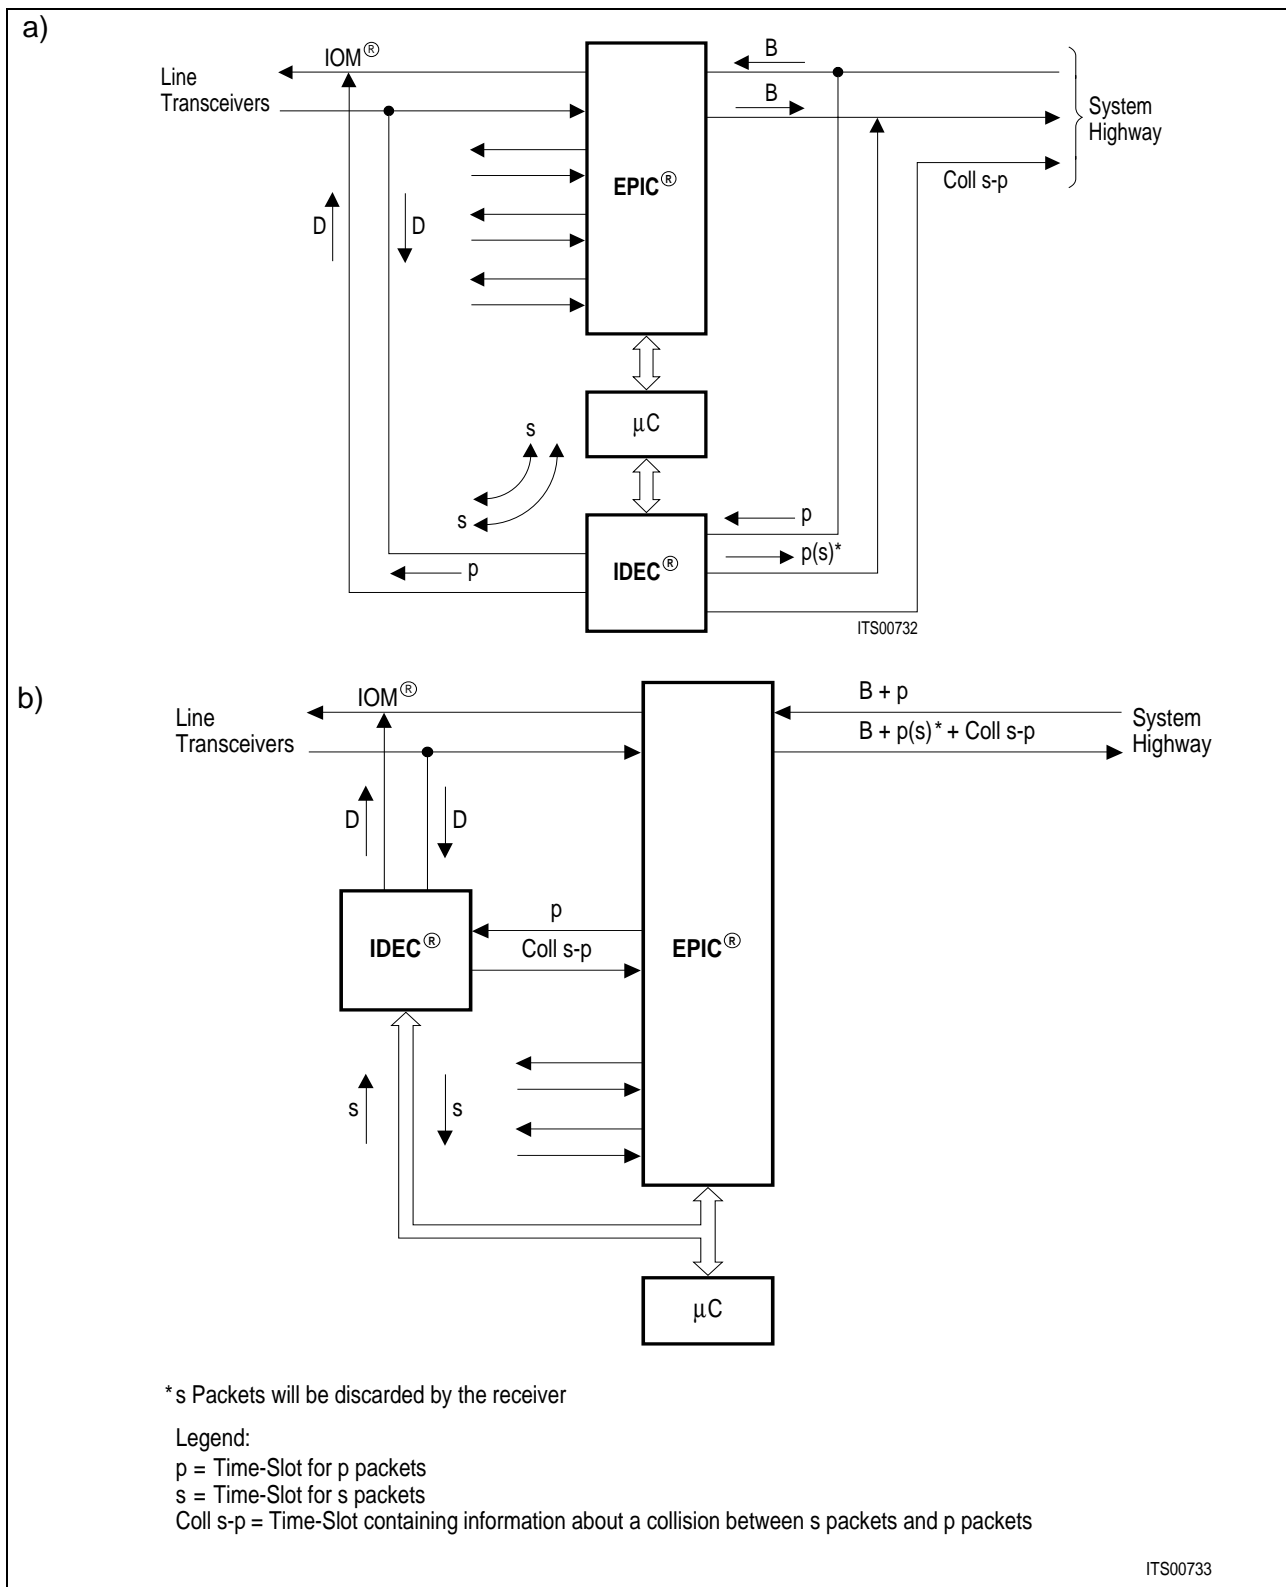 a)
IOM®
Line
Transceivers
B
B
System
Highway
Coll s-p
EPIC®
D
D
µC
s
s
p
p(s)*
p
IDEC®
ITS00732
b)
IOM®
Line
Transceivers
B + p
B + p(s)* + Coll s-p
System
Highway
D
D
p
Coll s-p
IDEC®
EPIC®
s
s
µC
* s Packets will be discarded by the receiver
Legend:
p = Time-Slot for p packets
s = Time-Slot for s packets
Coll s-p = Time-Slot containing information about a collision between s packets and p packets
ITS00733